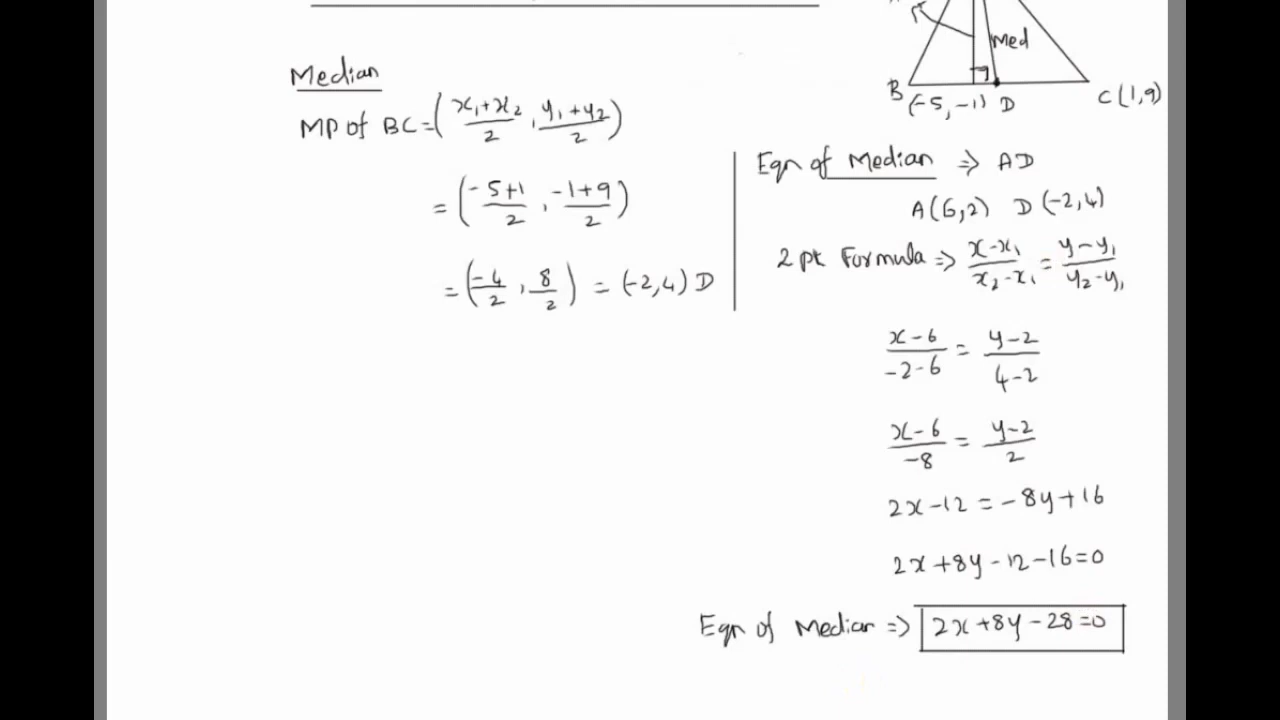 Med
B
(-5, -1) D
C (1,9)
Median
MP of BC = (x₁+x₂/2, y₁+y₂/2)
= (-5+1/2, -1+9/2)
= (-4/2, 8/2) = (-2,4) D
Eqn of Median => AD
A(6,2) D(-2,4)
2 pt Formula => x-x₁/x₂-x₁ = y-y₁/y₂-y₁
x-6/-2-6 = y-2/4-2
x-6/-8 = y-2/2
2x-12 = -8y+16
2x+8y-12-16=0
Eqn of Median => 2x+8y-28=0